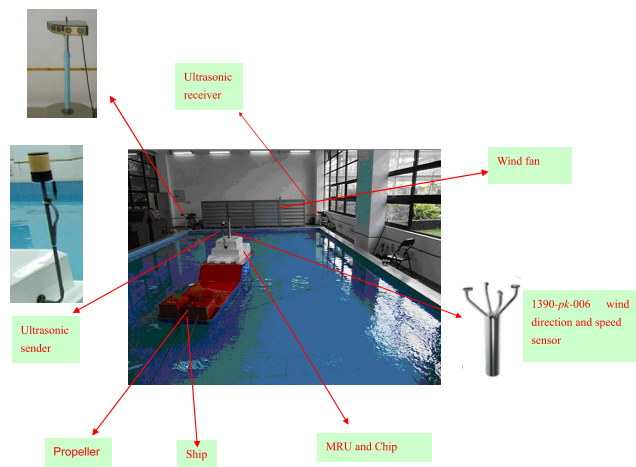 Ultrasonic
receiver
Wind fan
1390-pk-006 wind
direction and speed
sensor
Ultrasonic
sender
Propeller
Ship
MRU and Chip